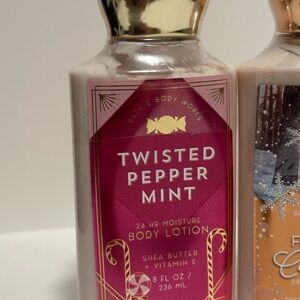 BATH & BODY WORKS
TWISTED
PEPPER
MINT
24 HR MOISTURE
BODY LOTION
SHEA BUTTER
+ VITAMIN E
8 FL OZ /
236 mL
F